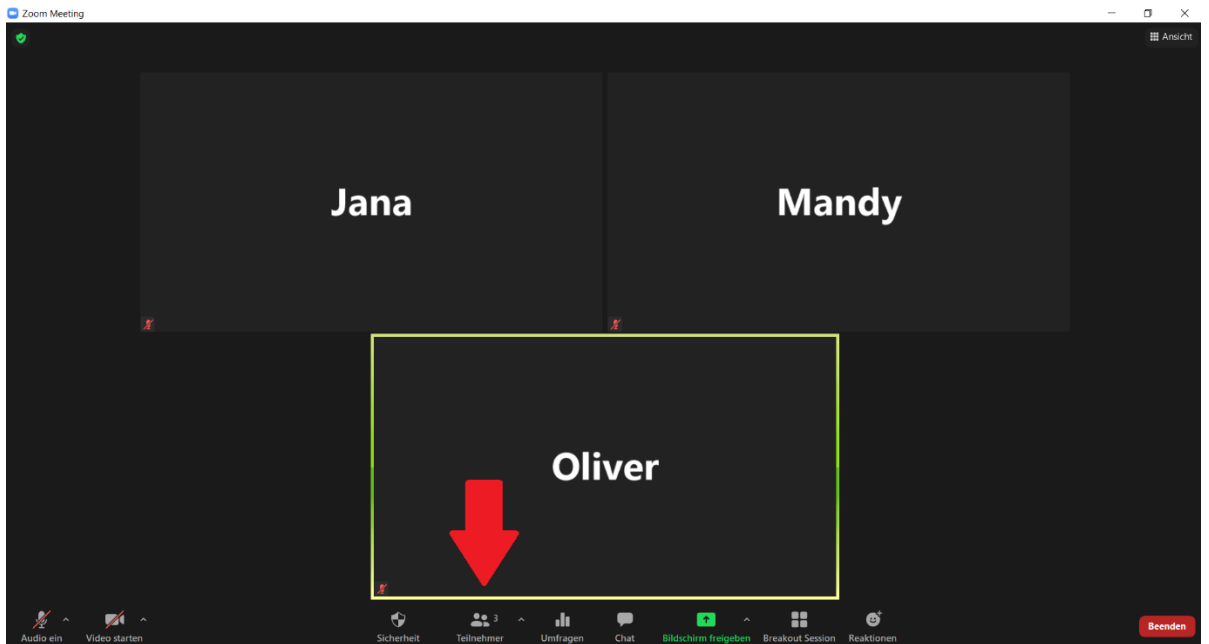 Zoom Meeting
Ansicht
Jana
Mandy
Oliver
3
Audio ein
Video starten
Sicherheit
Teilnehmer
Umfragen
Chat
Bildschirm freigeben
Breakout Session
Reaktionen
Beenden